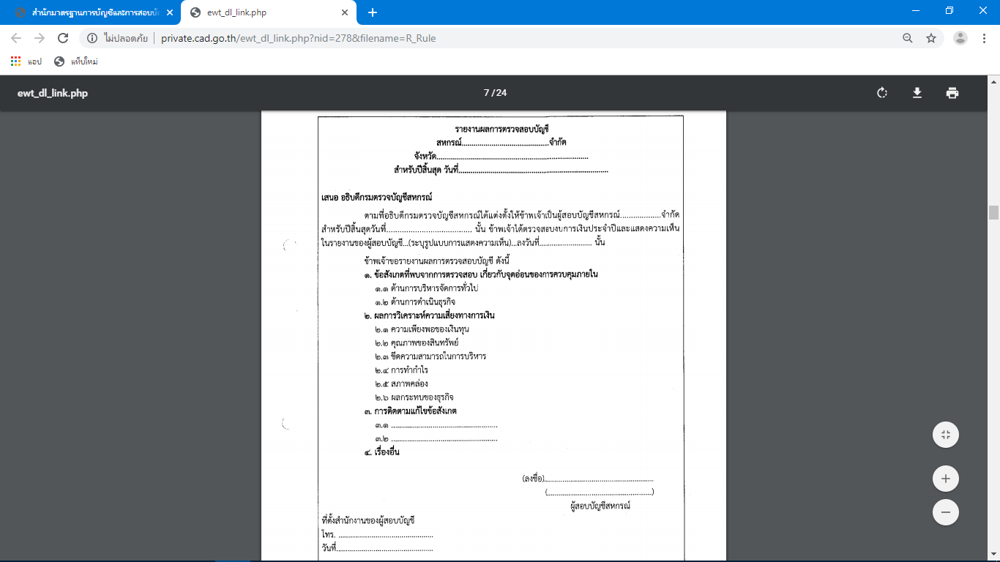 สำนักมาตรฐานการบัญชีและการสอบบั
ewt_dl_link.php
ไม่ปลอดภัย
private.cad.go.th/ewt_dl_link.php?nid=278&filename=R_Rule
แอป
แท็บใหม่
ewt_dl_link.php
7 / 24
รายงานผลการตรวจสอบบัญชี
สหกรณ์............................................จำกัด
จังหวัด..............................................................................
สำหรับปีสิ้นสุด วันที่............................................................................
เสนอ อธิบดีกรมตรวจบัญชีสหกรณ์
ตามที่อธิบดีกรมตรวจบัญชีสหกรณ์ได้แต่งตั้งให้ข้าพเจ้าเป็นผู้สอบบัญชีสหกรณ์...................จำกัด
สำหรับปีสิ้นสุดวันที่.................................... นั้น ข้าพเจ้าได้ตรวจสอบงบการเงินประจำปีและแสดงความเห็น
ในรายงานของผู้สอบบัญชี...(ระบุรูปแบบการแสดงความเห็น)...ลงวันที่........................... นั้น
ข้าพเจ้าขอรายงานผลการตรวจสอบบัญชี ดังนี้
๑. ข้อสังเกตที่พบจากการตรวจสอบ เกี่ยวกับจุดอ่อนของการควบคุมภายใน
๑.๑ ด้านการบริหารจัดการทั่วไป
๑.๒ ด้านการดำเนินธุรกิจ
๒. ผลการวิเคราะห์ความเสี่ยงทางการเงิน
๒.๑ ความเพียงพอของเงินทุน
๒.๒ คุณภาพของสินทรัพย์
๒.๓ ขีดความสามารถในการบริหาร
๒.๔ การทำกำไร
๒.๕ สภาพคล่อง
๒.๖ ผลกระทบของธุรกิจ
๓. การติดตามแก้ไขข้อสังเกต
๓.๑ ......................................................
๓.๒ ......................................................
๔. เรื่องอื่น
(ลงชื่อ).......................................................
(.....................................................)
ผู้สอบบัญชีสหกรณ์
ที่ตั้งสำนักงานของผู้สอบบัญชี
โทร. ................................................
วันที่.................................................